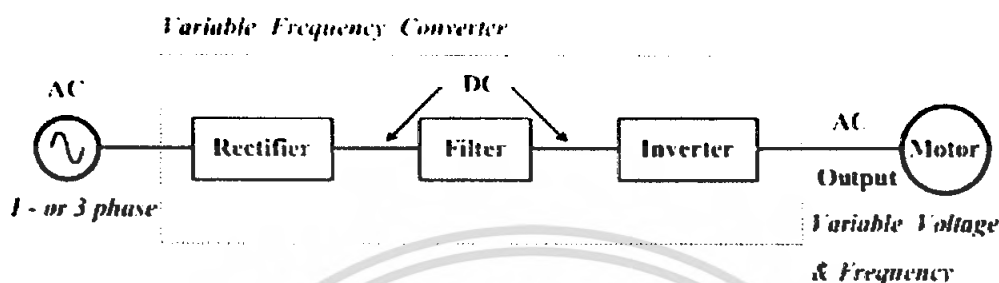 Variable Frequency Converter
AC
DC
Rectifier
Filter
Inverter
AC
Motor
Output
1 - or 3 phase
Variable Voltage
& Frequency